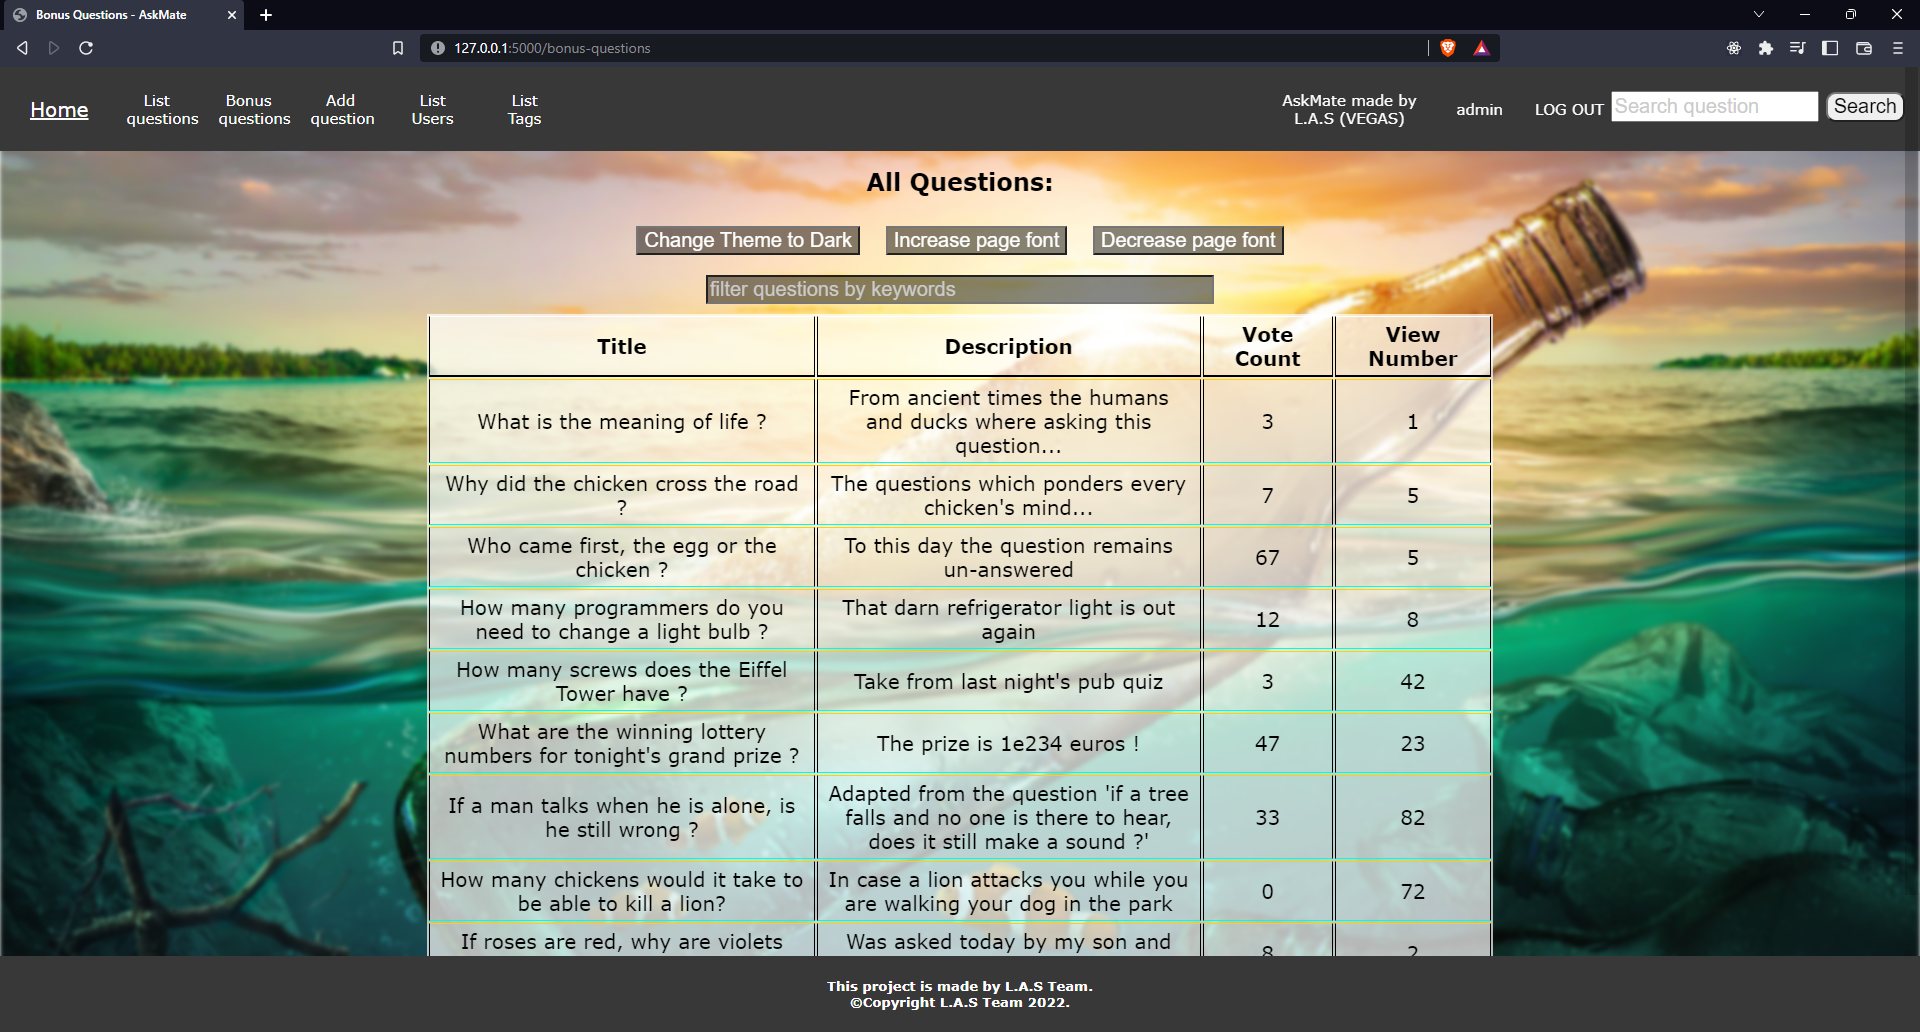 Bonus Questions - AskMate
127.0.0.1:5000/bonus-questions
Home
List
questions
Bonus
questions
Add
question
List
Users
List
Tags
AskMate made by
L.A.S (VEGAS)
admin
LOG OUT
Search question
Search
All Questions:
Change Theme to Dark
Increase page font
Decrease page font
filter questions by keywords
Title
Description
Vote
Count
View
Number
What is the meaning of life ?
From ancient times the humans
and ducks where asking this
question...
3
1
Why did the chicken cross the road
?
The questions which ponders every
chicken's mind...
7
5
Who came first, the egg or the
chicken ?
To this day the question remains
un-answered
67
5
How many programmers do you
need to change a light bulb ?
That darn refrigerator light is out
again
12
8
How many screws does the Eiffel
Tower have ?
Take from last night's pub quiz
3
42
What are the winning lottery
numbers for tonight's grand prize ?
The prize is 1e234 euros !
47
23
If a man talks when he is alone, is
he still wrong ?
Adapted from the question 'if a tree
falls and no one is there to hear,
does it still make a sound ?'
33
82
How many chickens would it take to
be able to kill a lion?
In case a lion attacks you while you
are walking your dog in the park
0
72
If roses are red, why are violets
Was asked today by my son and
8
2
This project is made by L.A.S Team.
©Copyright L.A.S Team 2022.